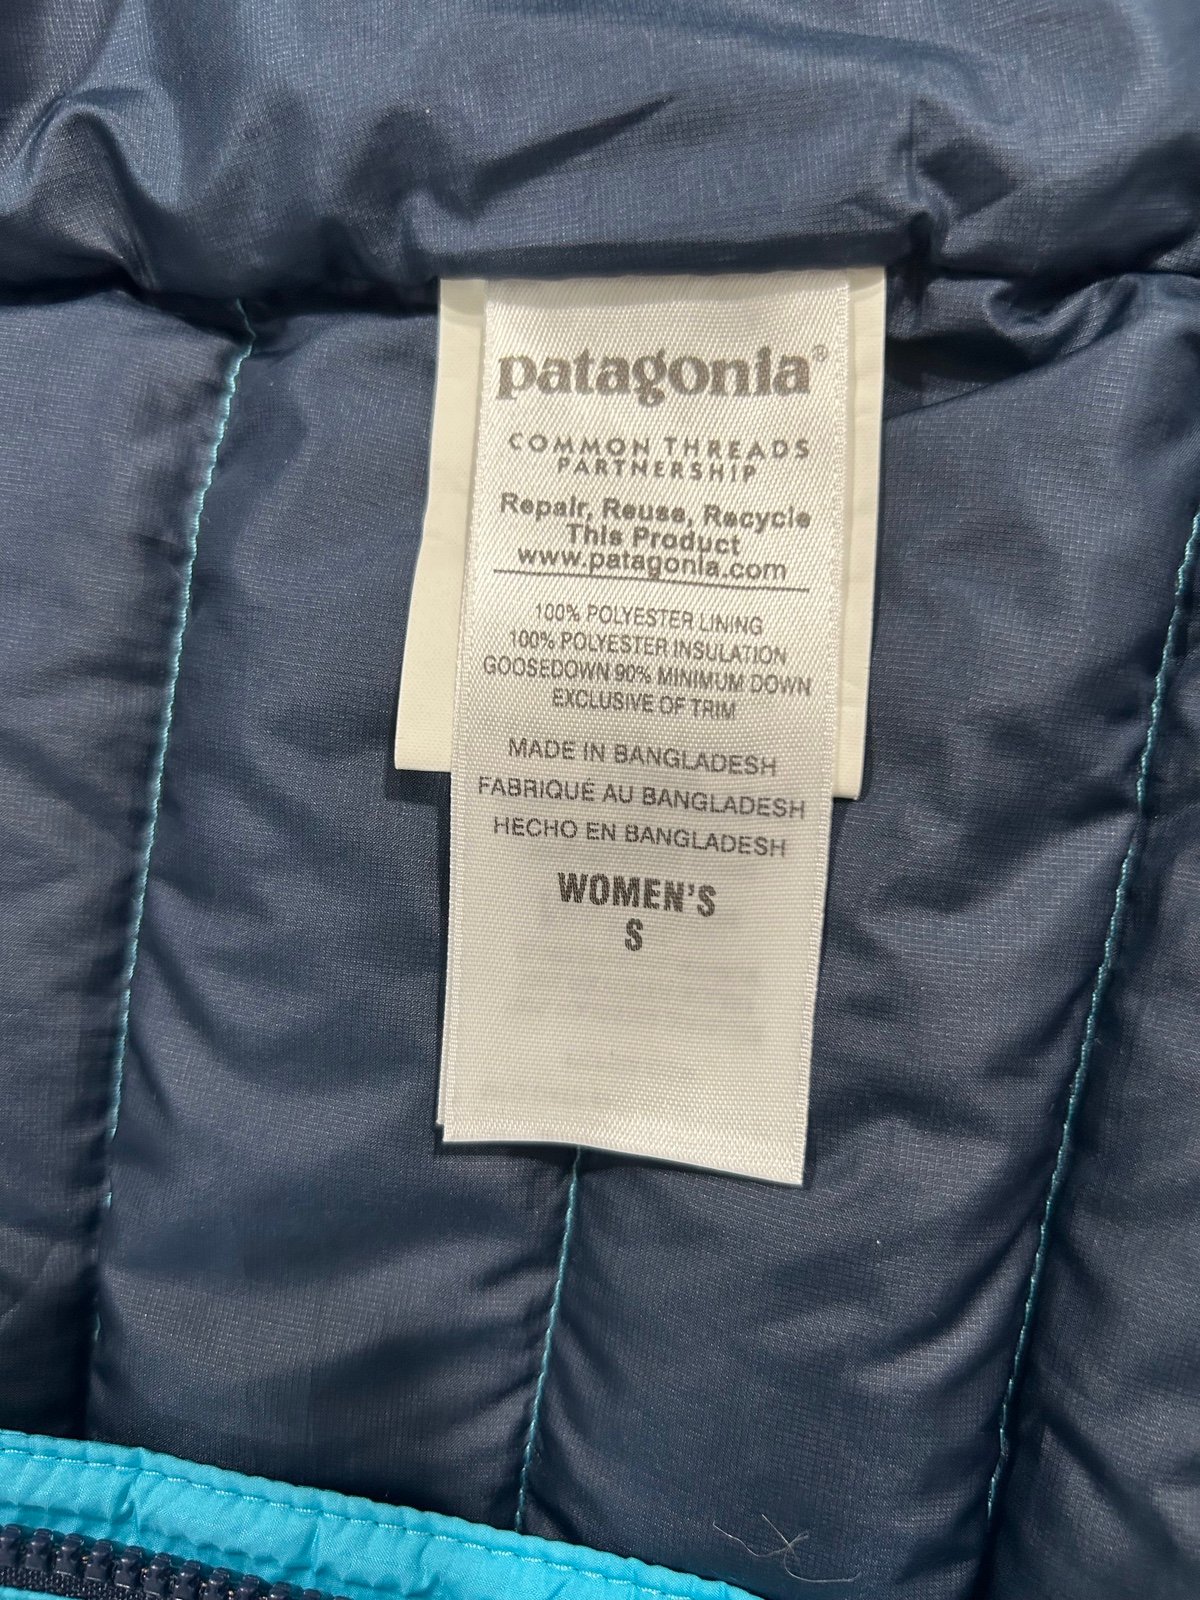 patagonia®
COMMON THREADS
PARTNERSHIP
Repair, Reuse, Recycle
This Product
www.patagonia.com
100% POLYESTER LINING
100% POLYESTER INSULATION
GOOSEDOWN 90% MINIMUM DOWN
EXCLUSIVE OF TRIM
MADE IN BANGLADESH
FABRIQUÉ AU BANGLADESH
HECHO EN BANGLADESH
WOMEN'S
S